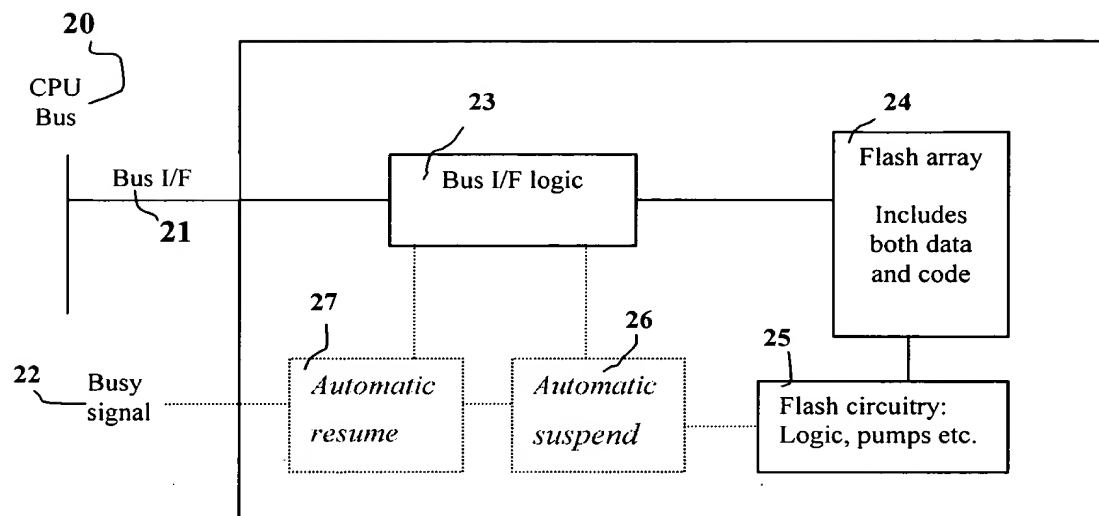 20
CPU
Bus
23
24
Bus I/F
21
Bus I/F logic
Flash array
Includes
both data
and code
27
26
25
22
Busy
signal
Automatic
resume
Automatic
suspend
Flash circuitry:
Logic, pumps etc.